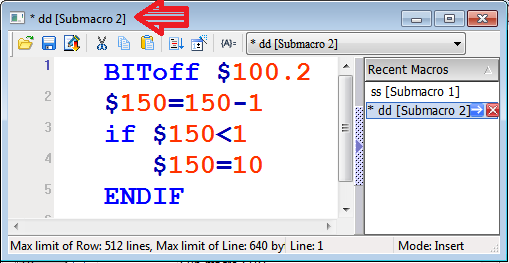 * dd [Submacro 2]
{A}=
* dd [Submacro 2]
1 BIToff $100.2
2 $150=150-1
3 if $150<1
4 $150=10
5 ENDIF
Recent Macros
ss [Submacro 1]
* dd [Submacro 2]
Max limit of Row: 512 lines, Max limit of Line: 640 by
Line: 1
Mode: Insert